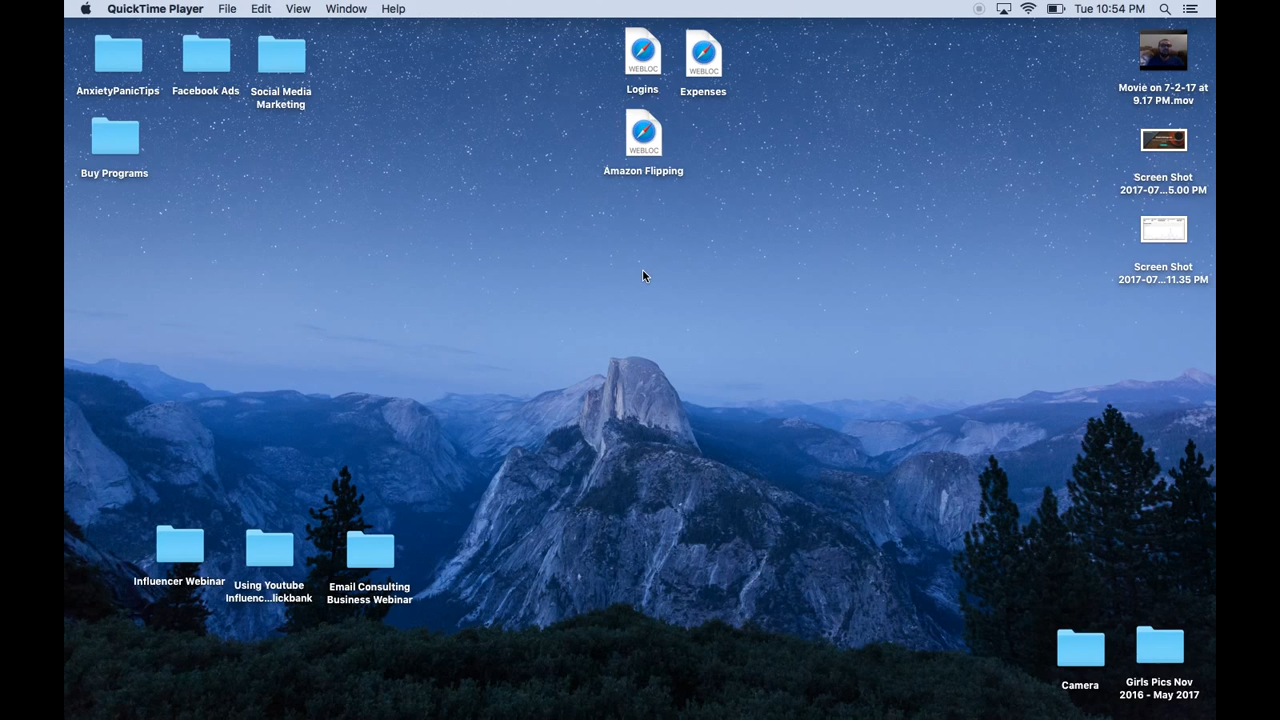 QuickTime Player File Edit View Window Help Tue 10:54 PM
AnxietyPanicTips
Facebook Ads
Social Media
Marketing
Buy Programs
WEBLOC
Logins
WEBLOC
Expenses
WEBLOC
Amazon Flipping
Movie on 7-2-17 at
9.17 PM.mov
Screen Shot
2017-07...5.00 PM
Screen Shot
2017-07...11.35 PM
Influencer Webinar
Using Youtube
Influenc...lickbank
Email Consulting
Business Webinar
Camera
Girls Pics Nov
2016 - May 2017